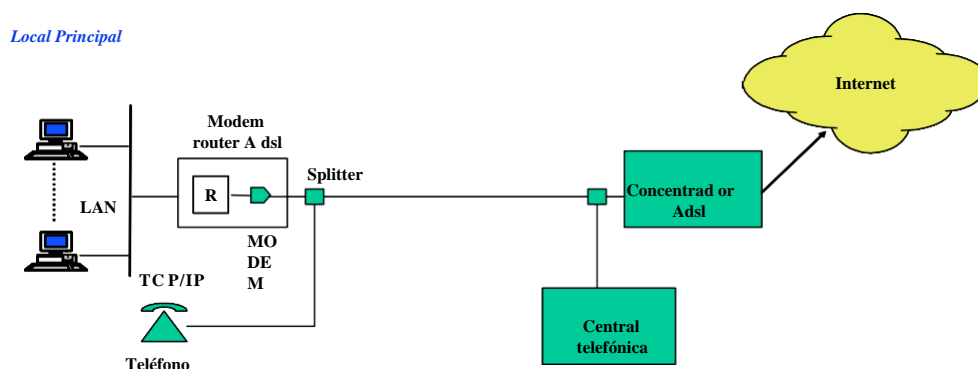 Local Principal
Internet
Modem
router A dsl
Splitter
R
Concentrad or
Adsl
LAN
MO
DE
M
TC P/IP
Central
telefónica
Teléfono